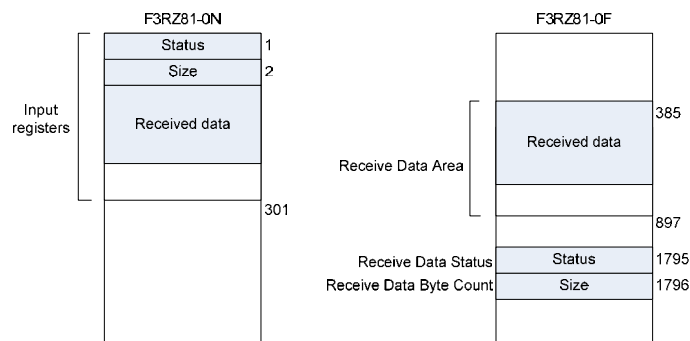 F3RZ81-0N
Status 1
Size 2
Input
registers
Received data
301
F3RZ81-0F
385
Received data
Receive Data Area
897
Receive Data Status Status 1795
Receive Data Byte Count Size 1796